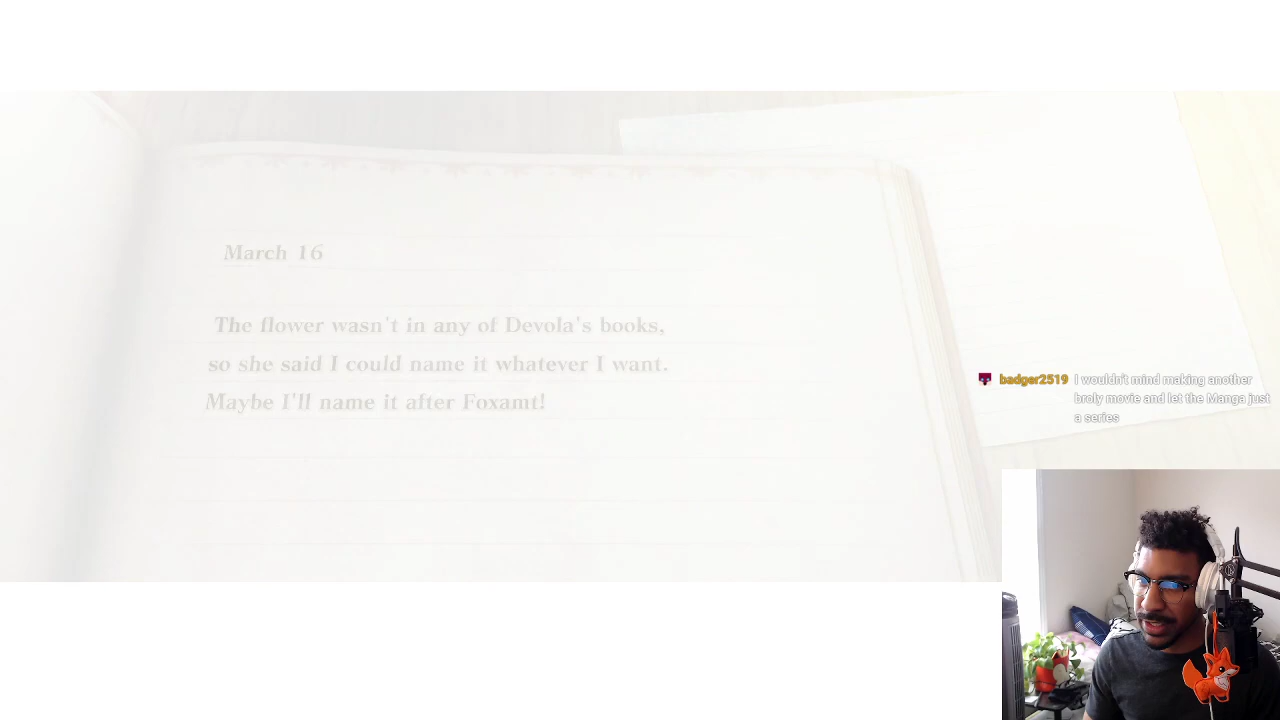 March 16
The flower wasn't in any of Devola's books,
so she said I could name it whatever I want.
Maybe I'll name it after Foxamt!
badger2519 I wouldn't mind making another
broly movie and let the Manga just
a series